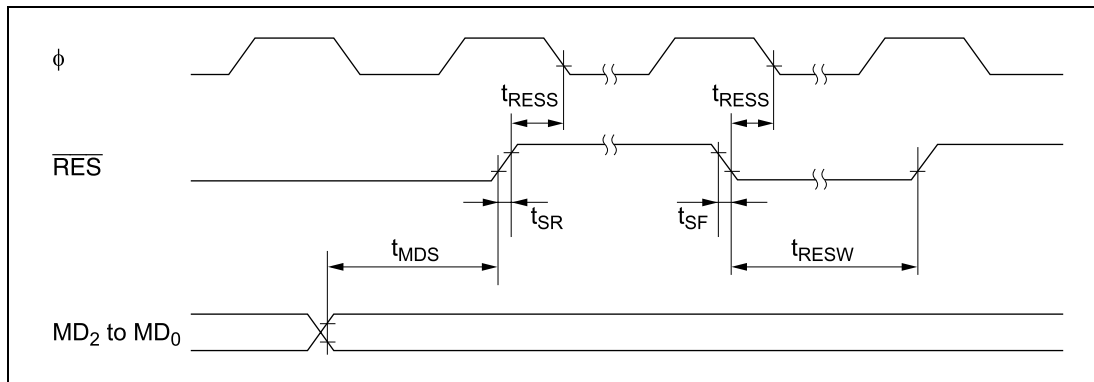 ϕ
tRESS
tRESS
RES
tSR
tSF
tMDS
tRESW
MD2 to MD0